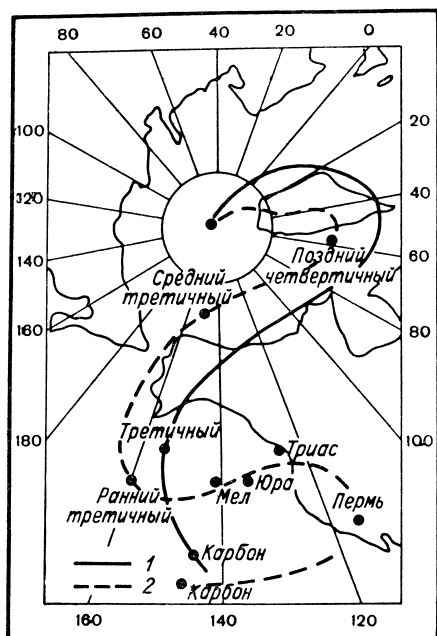 80 60 40 20 0
100
120
140
160
180
20
40
60
80
100
Поздний
четвертичный
Средний
третичный
Третичный
Триас
Ранний
третичный
Мел
Юра
Пермь
Карбон
Карбон
1
2
160 140 120